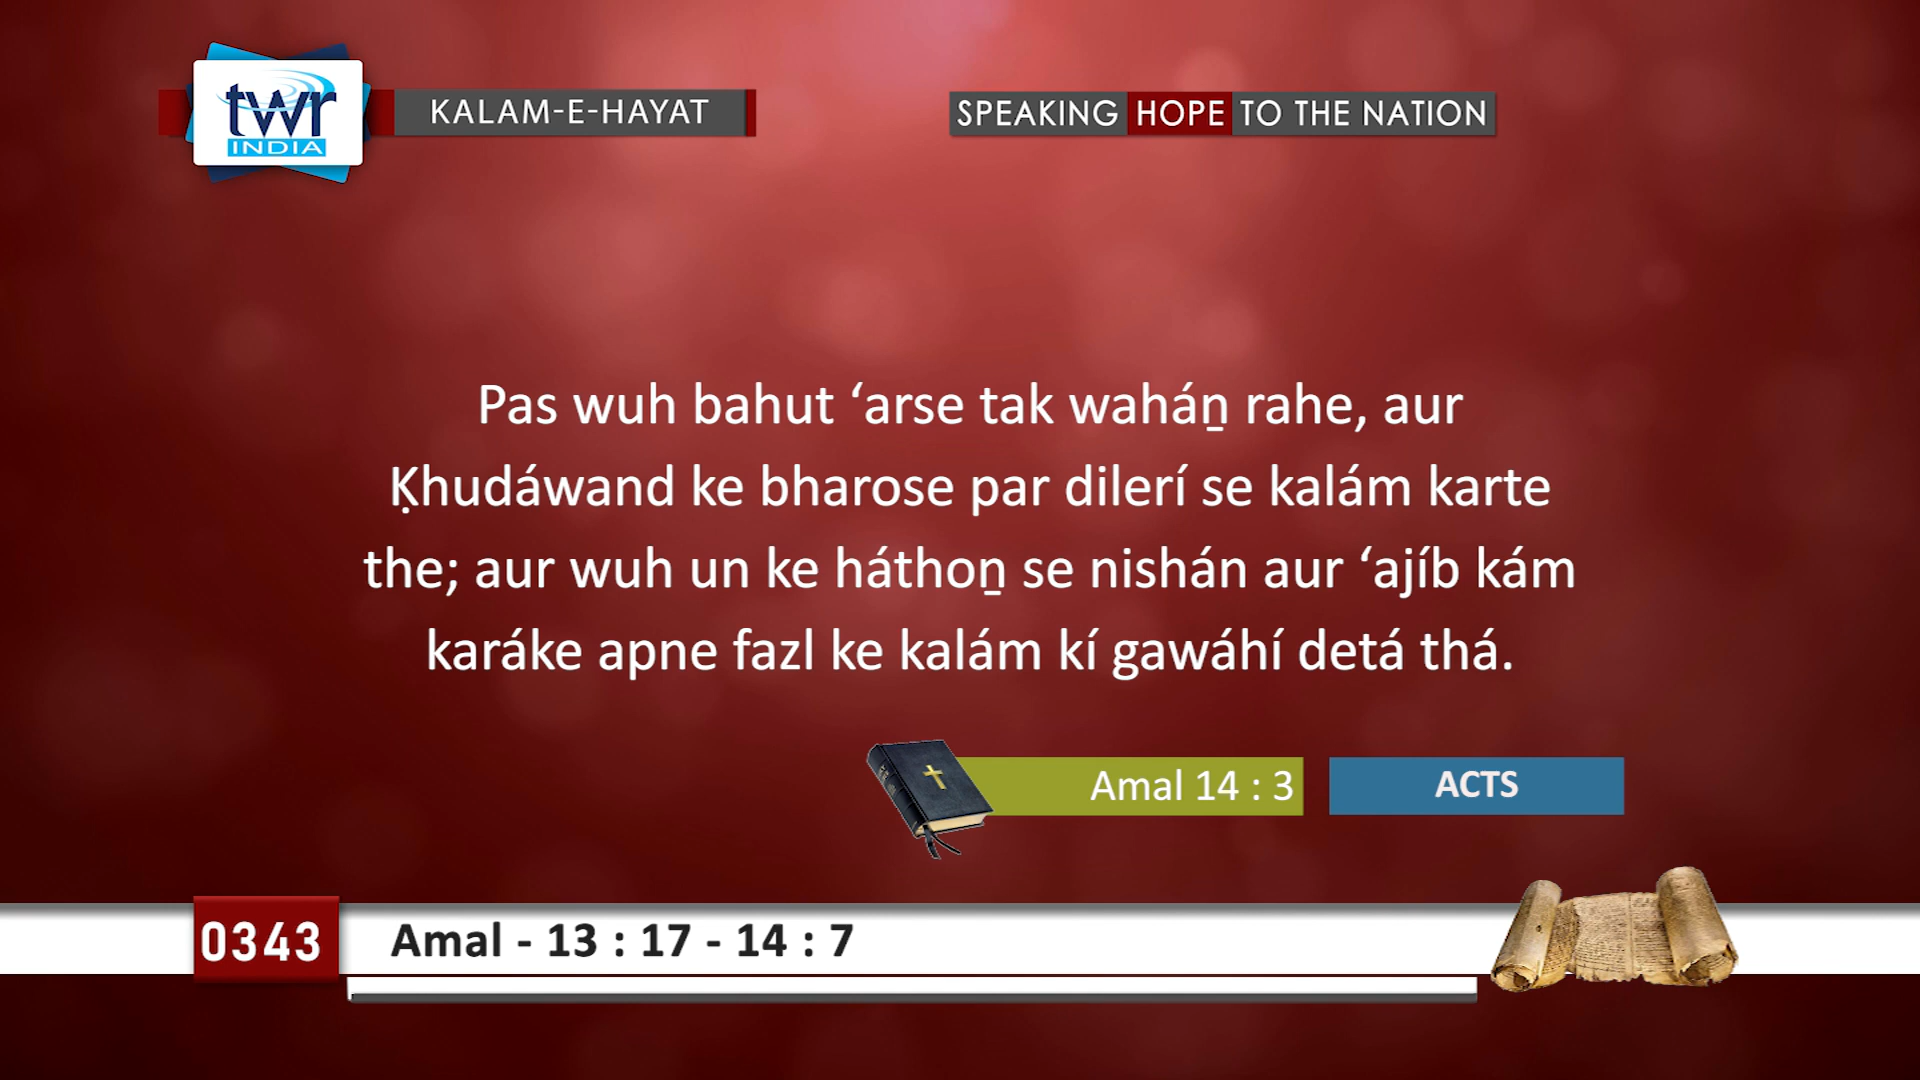 twr
INDIA
KALAM-E-HAYAT
SPEAKING HOPE TO THE NATION
Pas wuh bahut ‘arse tak waháṉ rahe, aur
Ḳhudáwand ke bharose par dilerí se kalám karte
the; aur wuh un ke háthoṉ se nishán aur ‘ajíb kám
karáke apne fazl ke kalám kí gawáhí detá thá.
Amal 14 : 3
ACTS
0343
Amal - 13 : 17 - 14 : 7